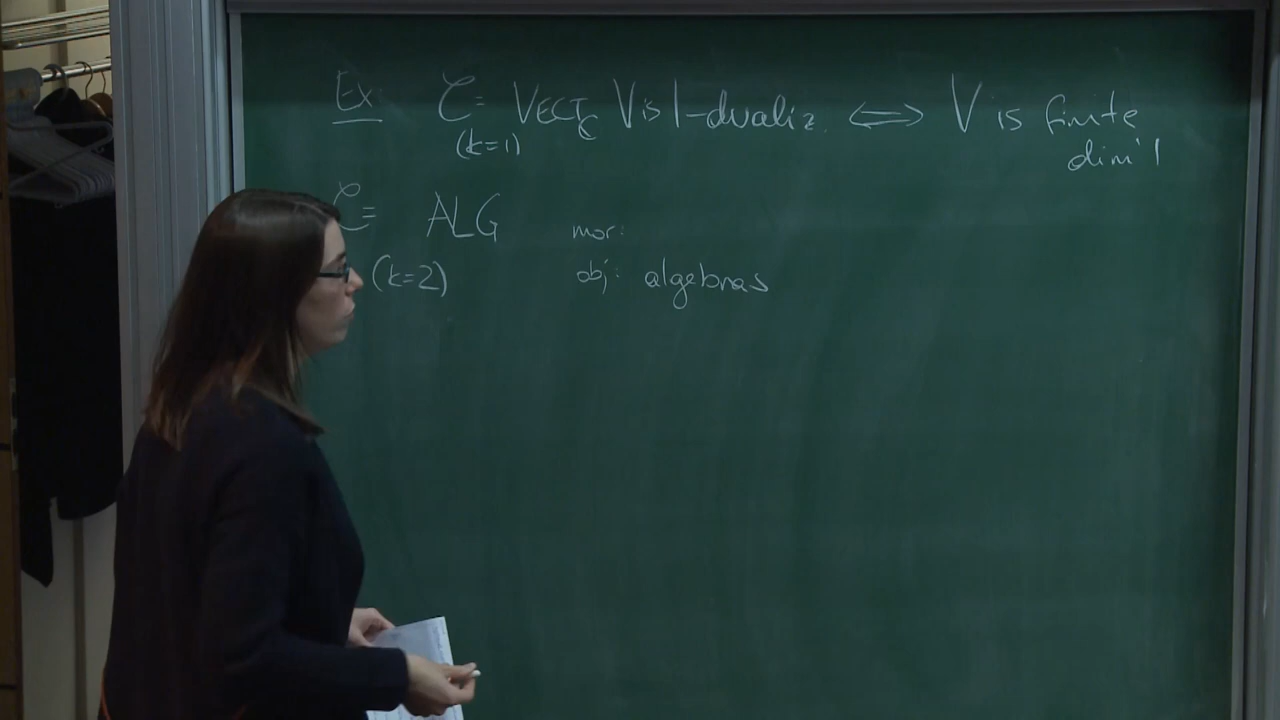 Ex C = VECT_C V is 1-dualiz. ⟺ V is finite
(k=1) dim'l
C = ALG mor:
(k=2) obj: algebras